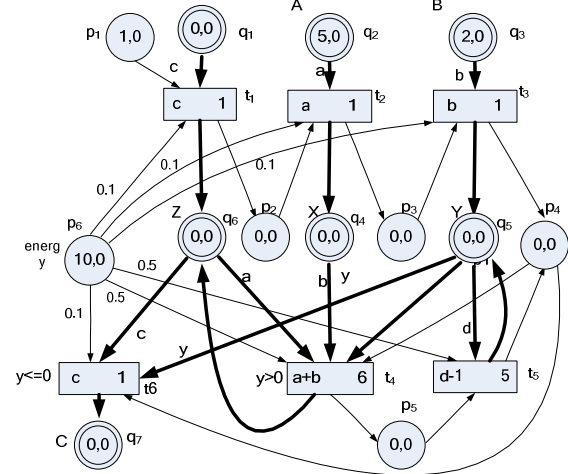 A
B
p1
1,0
0,0
q1
5,0
q2
2,0
q3
c
a
b
c 1
t1
a 1
t2
b 1
t3
0.1
0.1
0.1
p6
Z
q6
p2
X
q4
p3
Y
q5
p4
energ
y
10,0
0,0
0,0
0,0
0,0
0,0
0,0
0.5
0.5
0.1
a
b
y
c
y
d
y<=0
c 1
t6
y>0
a+b 6
t4
d-1 5
t5
p5
C
0,0
q7
0,0